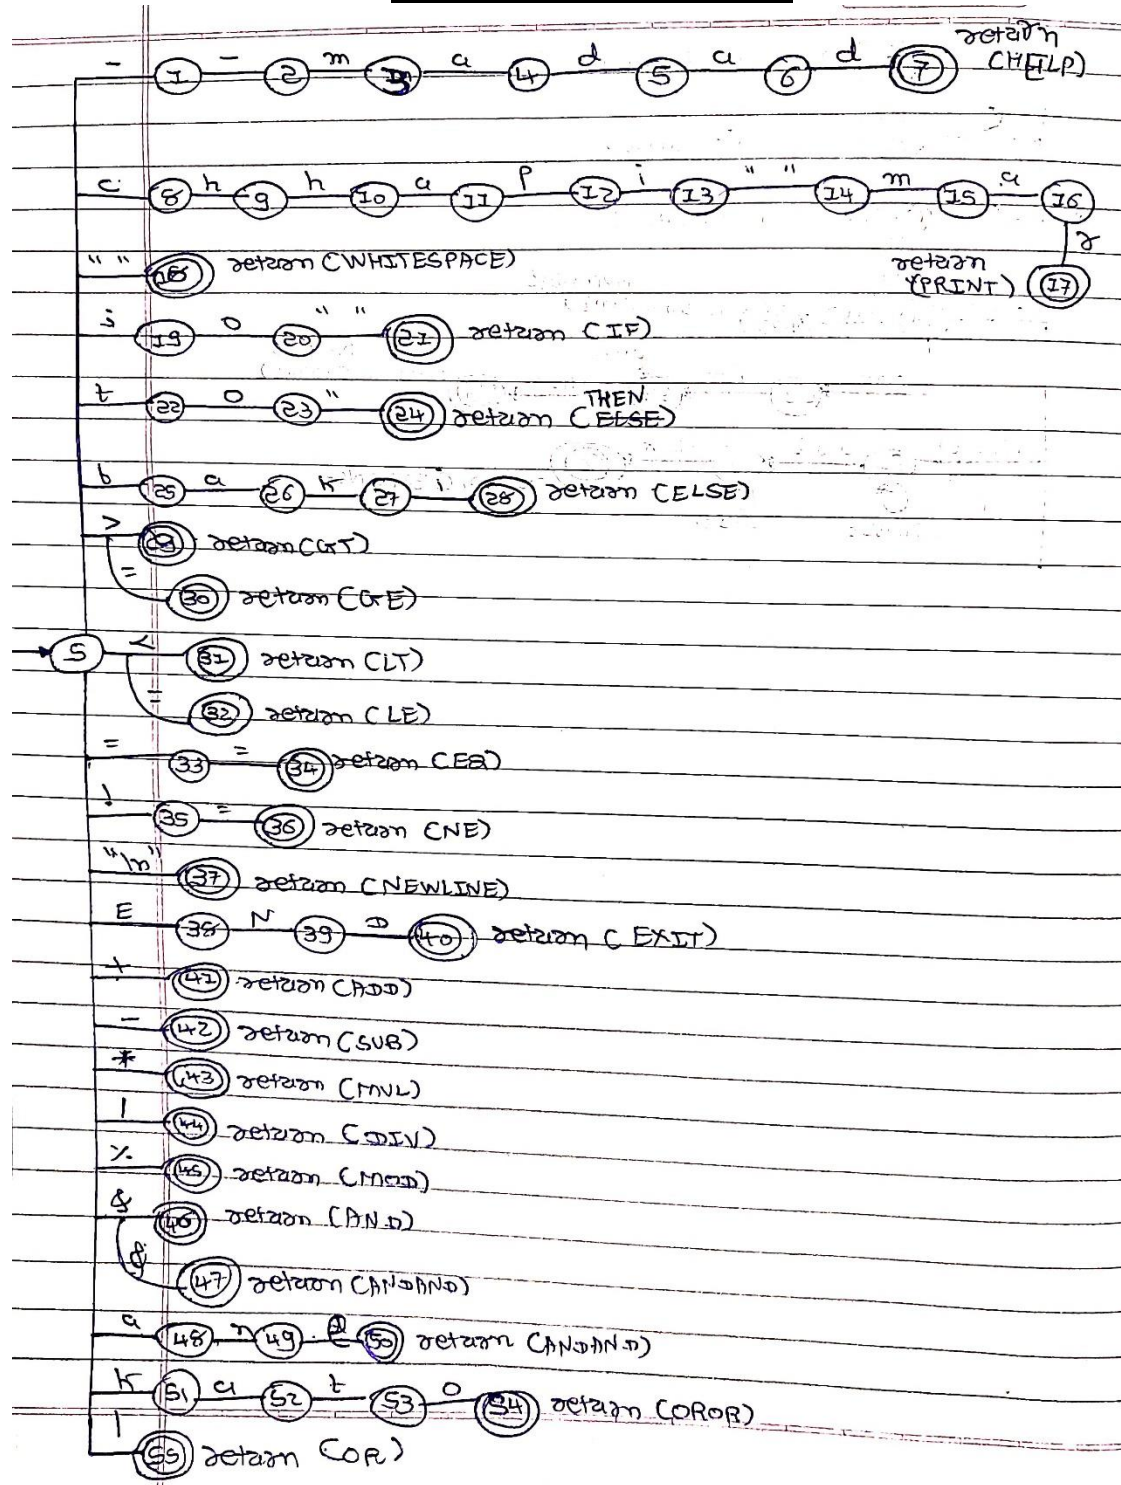 - 1 - 2 m 3 a 4 d 5 a 6 d 7 return (HELP)
c 8 h 9 h 10 a 11 p 12 i 13 " " 14 m 15 a 16
r
" " 18 return (WHITESPACE)
return (PRINT) 17
i 19 o 20 " " 21 return (IF)
t 22 o 23 " 24 return (ELSE) THEN
b 25 a 26 k 27 i 28 return (ELSE)
> 29 return (GT)
= 30 return (GE)
S < 31 return (LT)
= 32 return (LE)
= 33 = 34 return (EQ)
! 35 = 36 return (NE)
"\n" 37 return (NEWLINE)
E 38 N 39 D 40 return (EXIT)
+ 41 return (ADD)
- 42 return (SUB)
* 43 return (MUL)
/ 44 return (DIV)
% 45 return (MOD)
& 46 return (AND)
& 47 return (ANDAND)
a 48 n 49 50 return (ANDAND)
k 51 a 52 t 53 o 54 return (OROR)
| 55 return (OR)